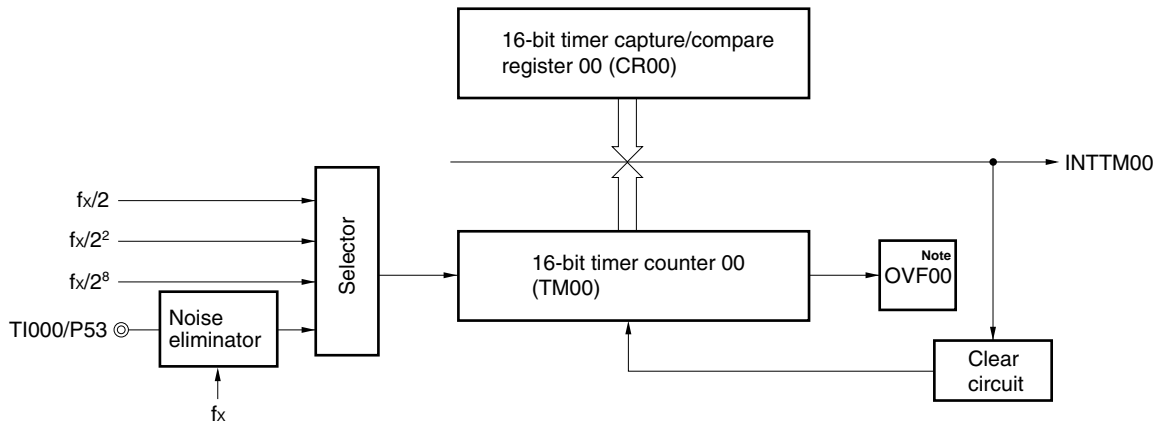 16-bit timer capture/compare
register 00 (CR00)
INTTM00
fx/2
fx/2²
fx/2⁸
Selector
16-bit timer counter 00
(TM00)
Note
OVF00
TI000/P53
Noise
eliminator
Clear
circuit
fx